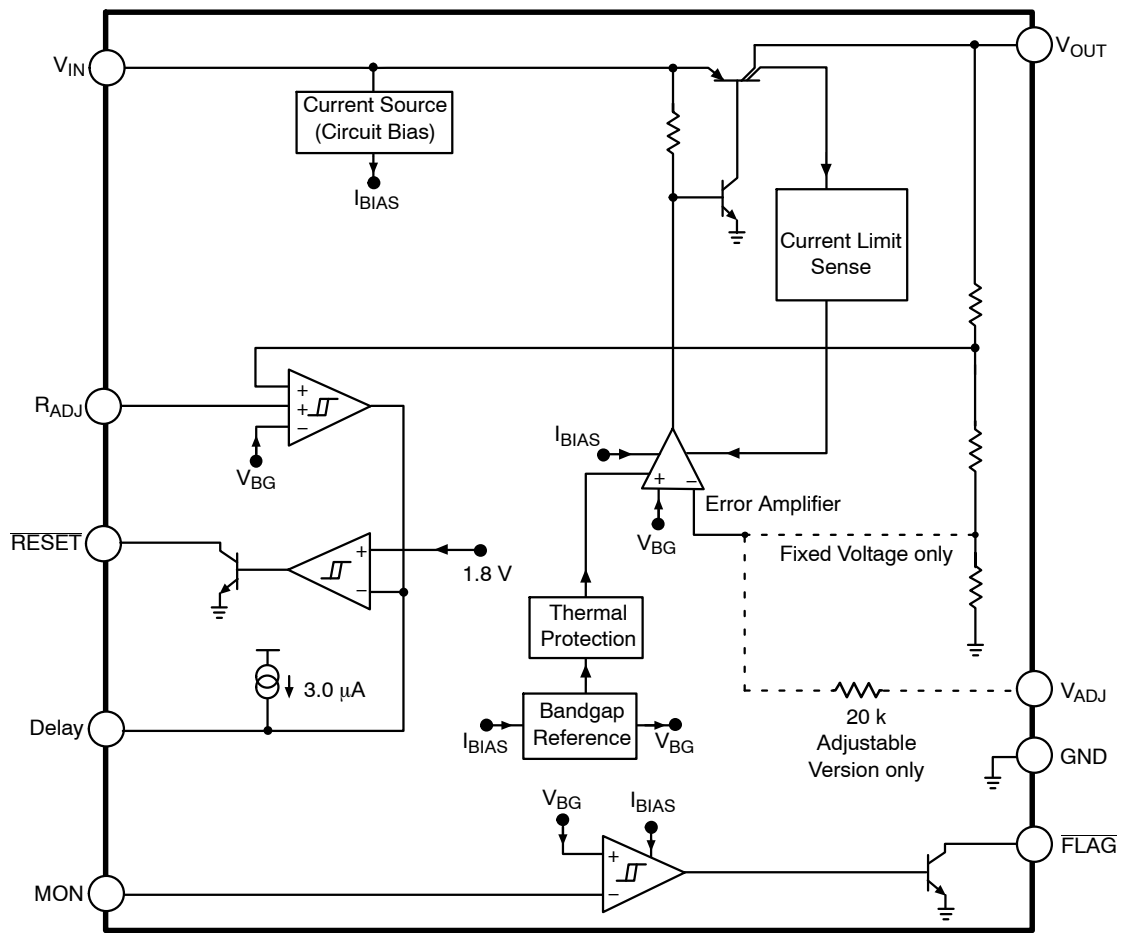 V_IN
V_OUT
Current Source
(Circuit Bias)
I_BIAS
Current Limit
Sense
R_ADJ
+
+
−
V_BG
I_BIAS
+
−
Error Amplifier
V_BG
Fixed Voltage only
RESET
+
−
1.8 V
Thermal
Protection
3.0 μA
Delay
I_BIAS
Bandgap
Reference
V_BG
20 k
Adjustable
Version only
V_ADJ
GND
V_BG
I_BIAS
+
−
FLAG
MON